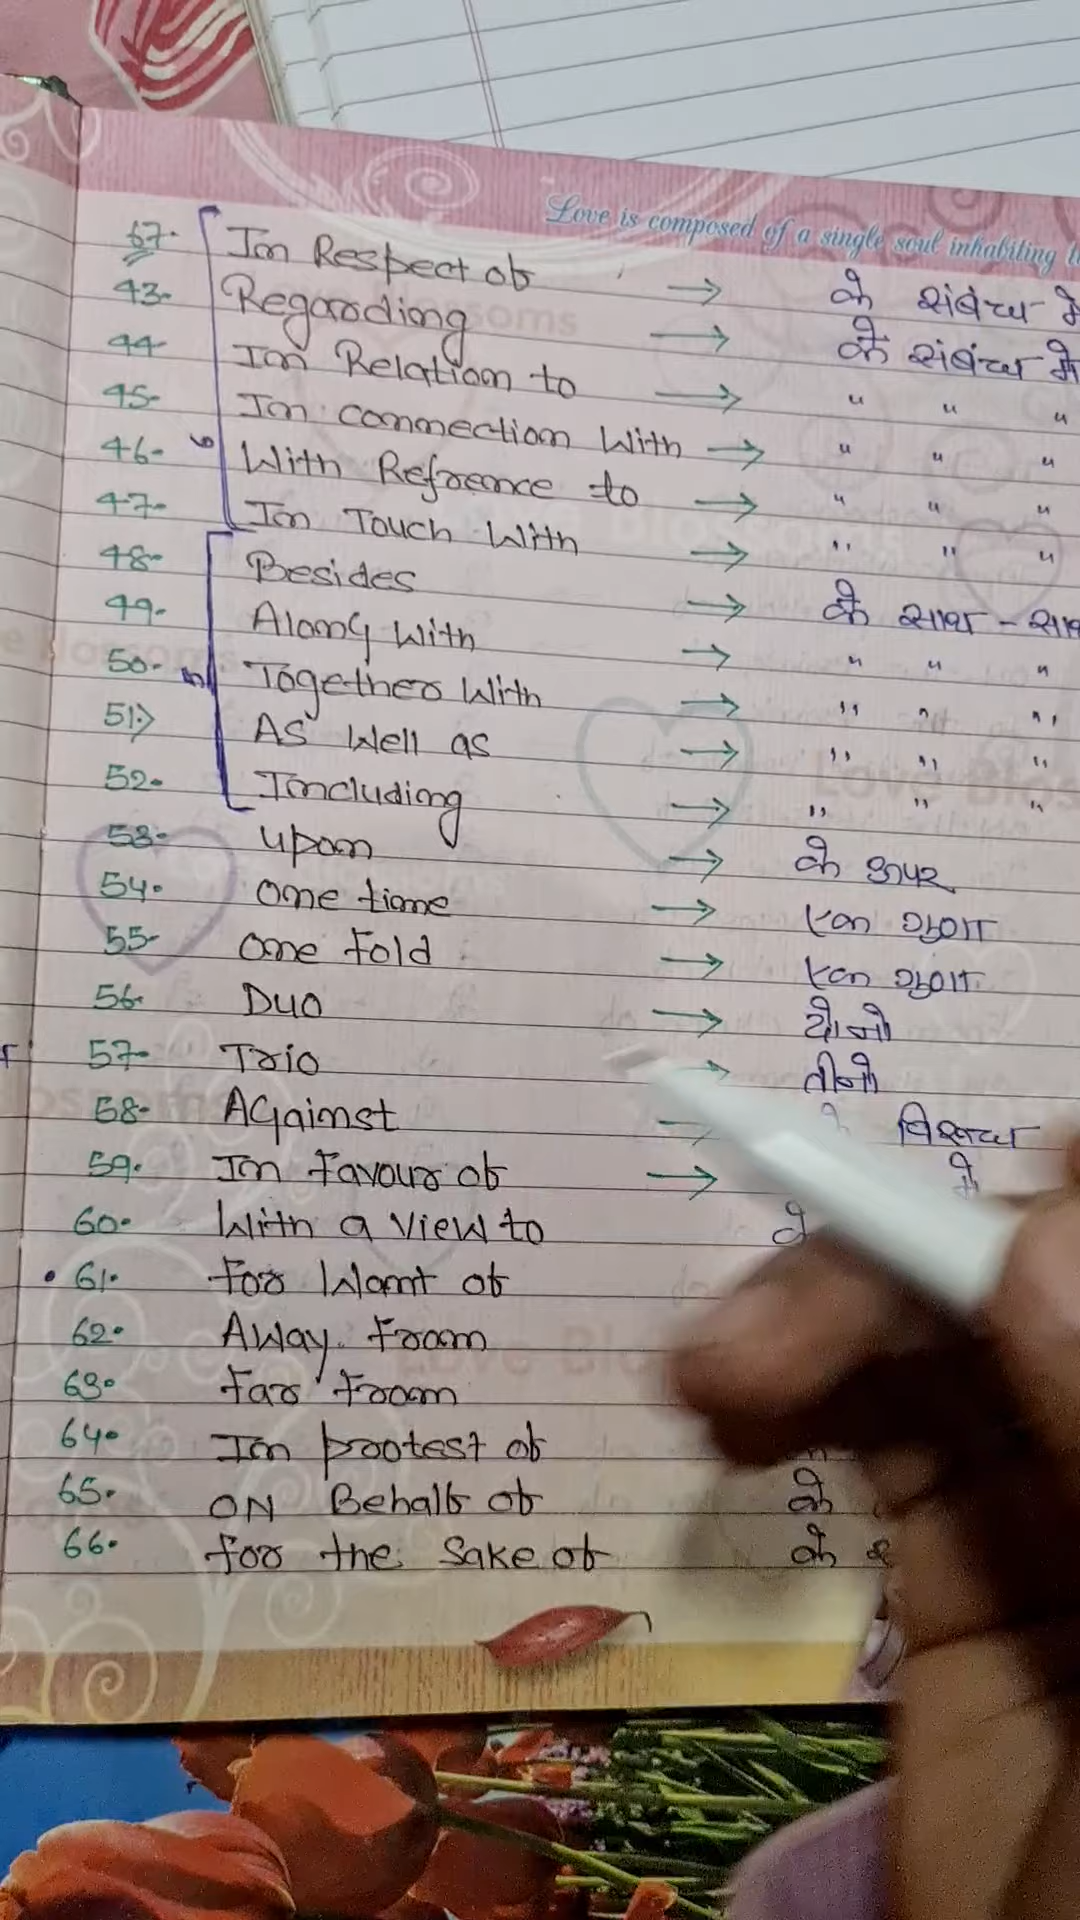 Love is composed of a single soul inhabiting
67. In Respect of → के संबंध में
43. Regarding → के संबंध में
44. In Relation to → " " "
45. In connection With → " " "
46. With Refrence to → " " "
47. In Touch With → " " "
48. Besides → के साथ - साथ
49. Along With → " " "
50. Together With → " " "
51. As Well as → " " "
52. Including → " " "
53. upon → के ऊपर
54. one time → एक गुणा
55. one fold → एक गुणा
56. Duo → दोनो
57. Trio → तीनो
58. AGainst → के विरूध्द
59. In favour of → में
60. With a View to
61. for Want of
62. AWay from
63. far from
64. In protest of
65. ON Behalf of के
66. for the Sake of के